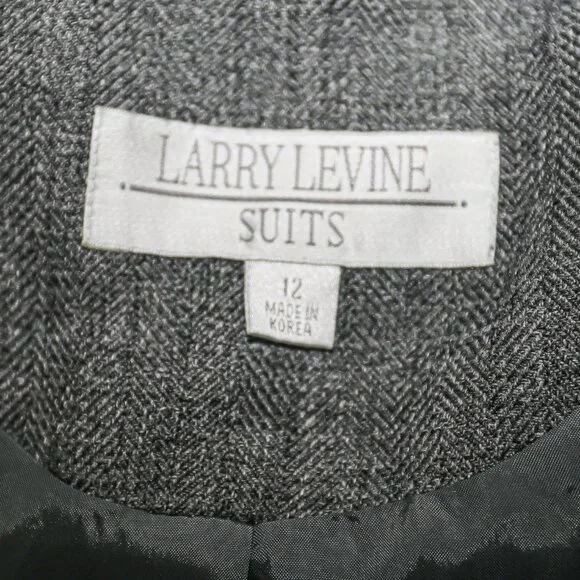 LARRY LEVINE
SUITS
12
MADE IN
KOREA